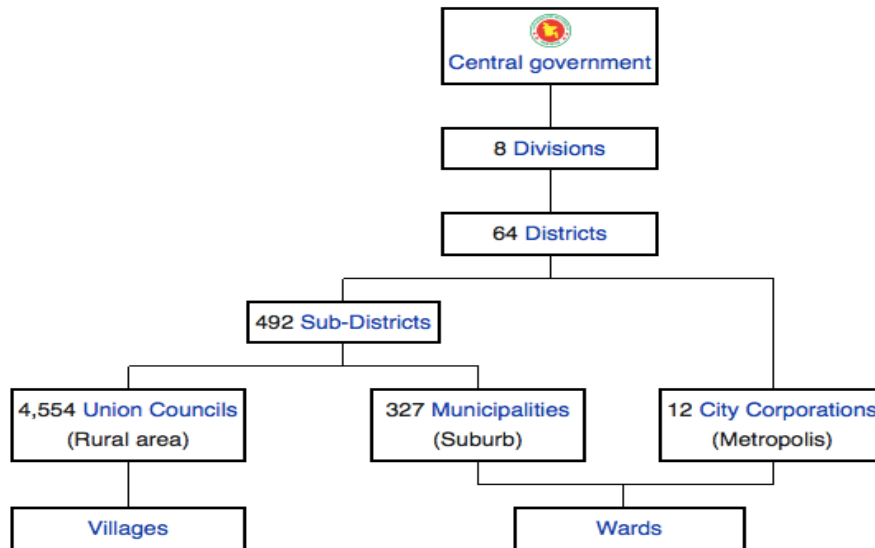 Central government
8 Divisions
64 Districts
492 Sub-Districts
4,554 Union Councils
(Rural area)
327 Municipalities
(Suburb)
12 City Corporations
(Metropolis)
Villages
Wards